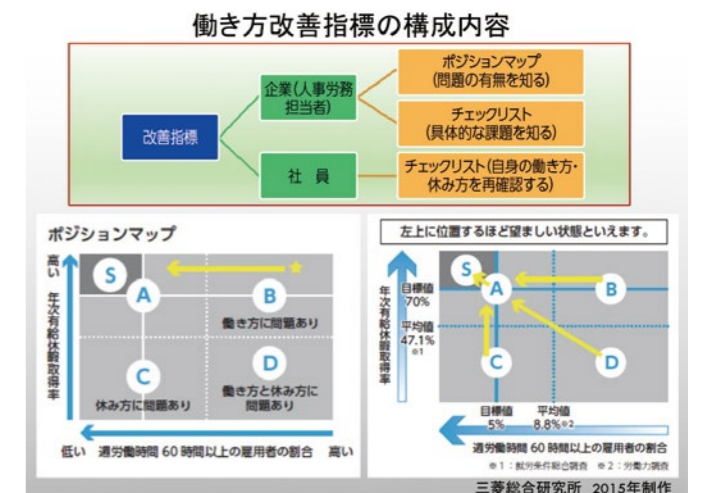 働き方改善指標の構成内容
改善指標
企業(人事労務
担当者)
社 員
ポジションマップ
(問題の有無を知る)
チェックリスト
(具体的な課題を知る)
チェックリスト(自身の働き方・
休み方を再確認する)
ポジションマップ
高い
年次有給休暇取得率
S
A
B
働き方に問題あり
C
休み方に問題あり
D
働き方と休み方に
問題あり
低い 週労働時間 60 時間以上の雇用者の割合 高い
左上に位置するほど望ましい状態といえます。
年次有給休暇取得率
目標値
70%
平均値
47.1%
※1
S
A
B
C
D
目標値
5%
平均値
8.8%※2
週労働時間 60 時間以上の雇用者の割合
※1:就労条件総合調査 ※2:労働力調査
三菱総合研究所 2015年制作